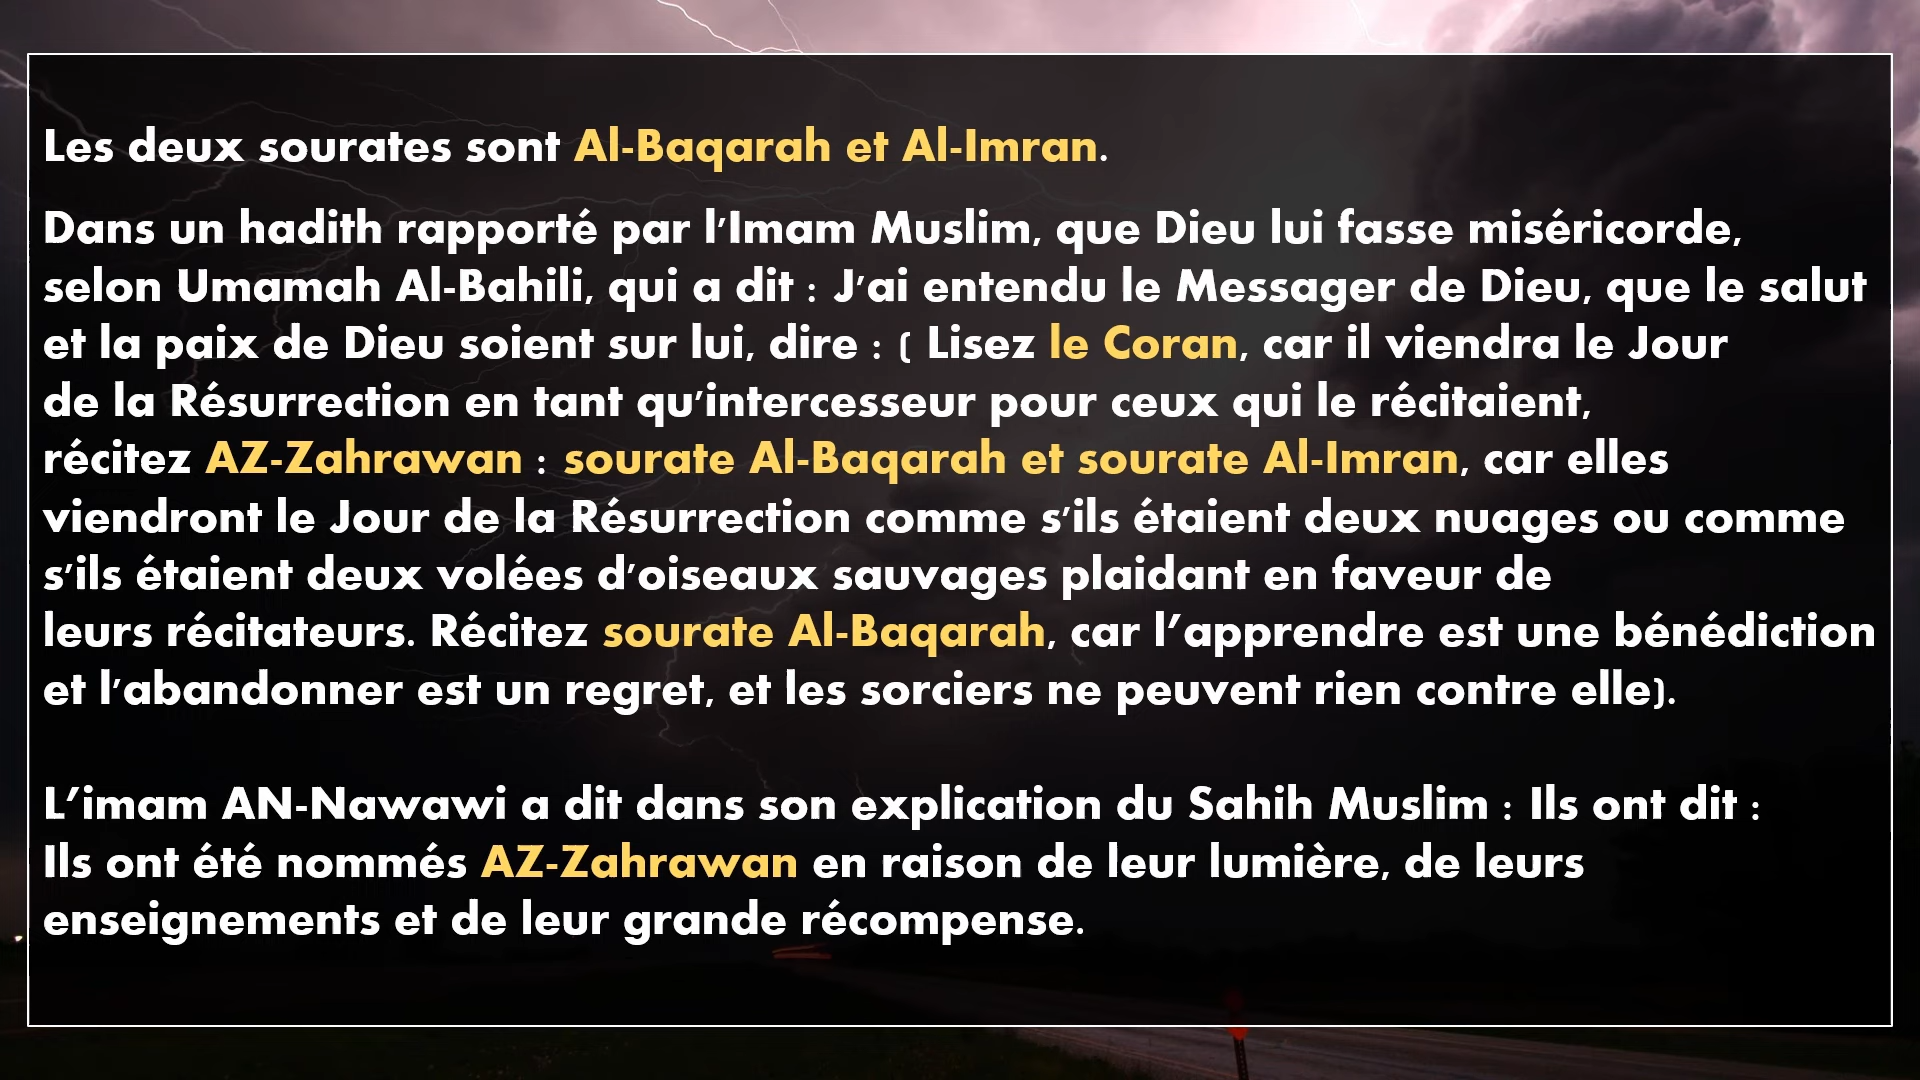 Les deux sourates sont Al-Baqarah et Al-Imran.
Dans un hadith rapporté par l'Imam Muslim, que Dieu lui fasse miséricorde,
selon Umamah Al-Bahili, qui a dit : J'ai entendu le Messager de Dieu, que le salut
et la paix de Dieu soient sur lui, dire : ( Lisez le Coran, car il viendra le Jour
de la Résurrection en tant qu'intercesseur pour ceux qui le récitaient,
récitez AZ-Zahrawan : sourate Al-Baqarah et sourate Al-Imran, car elles
viendront le Jour de la Résurrection comme s'ils étaient deux nuages ou comme
s'ils étaient deux volées d'oiseaux sauvages plaidant en faveur de
leurs récitateurs. Récitez sourate Al-Baqarah, car l’apprendre est une bénédiction
et l'abandonner est un regret, et les sorciers ne peuvent rien contre elle).
L’imam AN-Nawawi a dit dans son explication du Sahih Muslim : Ils ont dit :
Ils ont été nommés AZ-Zahrawan en raison de leur lumière, de leurs
enseignements et de leur grande récompense.